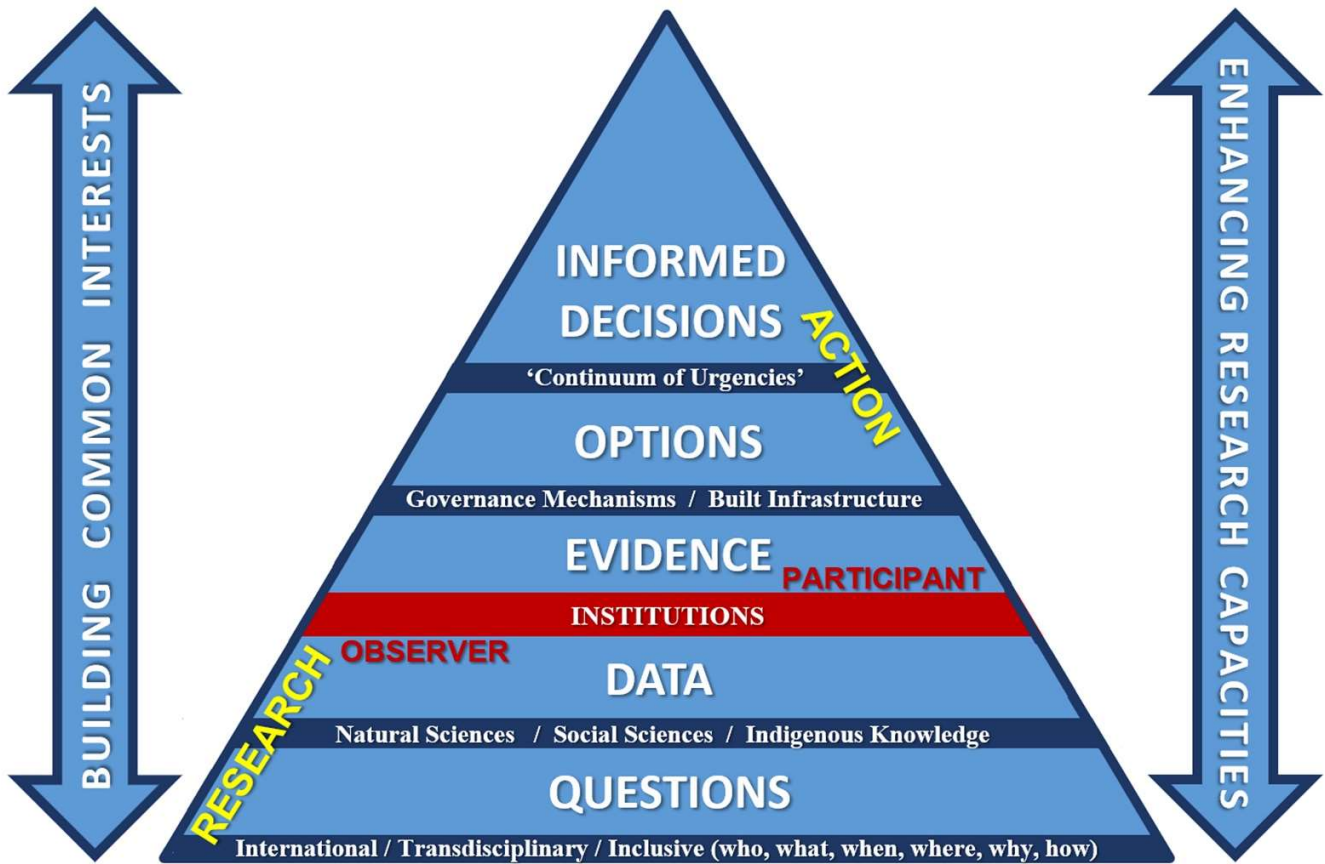 BUILDING COMMON INTERESTS
ENHANCING RESEARCH CAPACITIES
INFORMED
DECISIONS
ACTION
‘Continuum of Urgencies’
OPTIONS
Governance Mechanisms / Built Infrastructure
EVIDENCE
PARTICIPANT
INSTITUTIONS
OBSERVER
RESEARCH
DATA
Natural Sciences / Social Sciences / Indigenous Knowledge
QUESTIONS
International / Transdisciplinary / Inclusive (who, what, when, where, why, how)